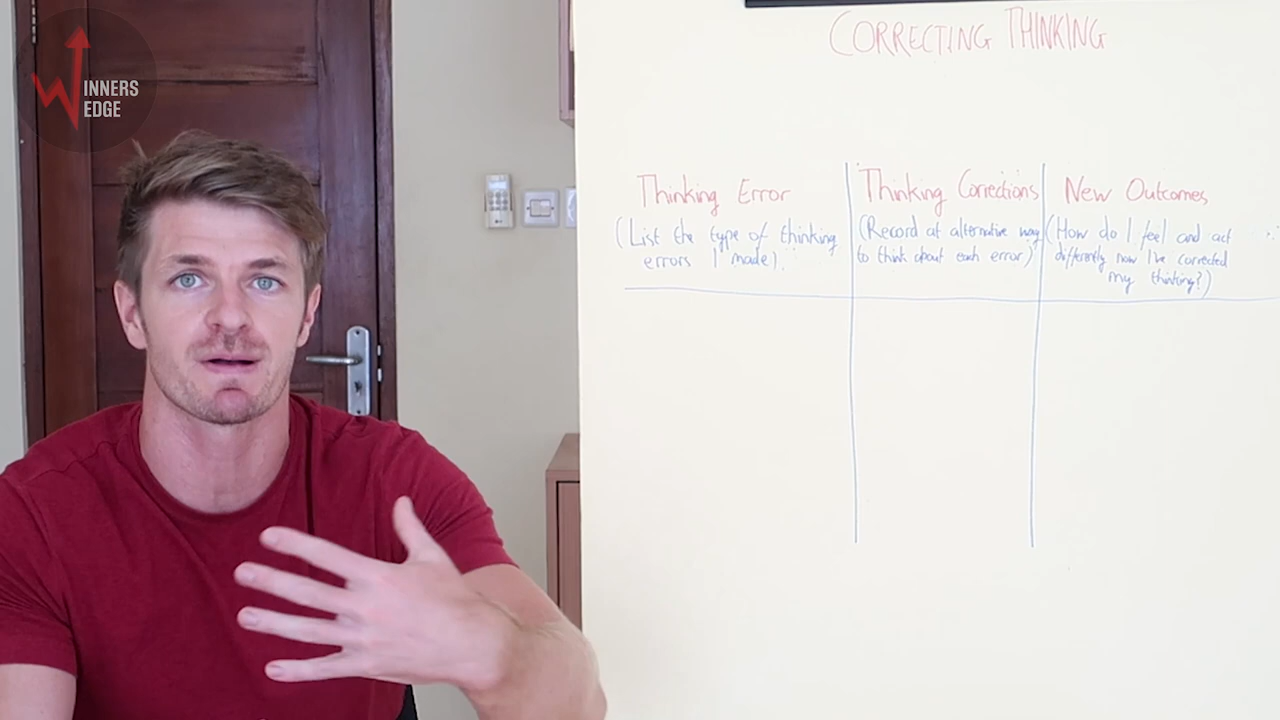 WINNERS
EDGE
CORRECTING THINKING
Thinking Error
(List the type of thinking
errors I made)
Thinking Corrections
(Record at alternative way
to think about each error)
New Outcomes
(How do I feel and act
differently now I've corrected
my thinking?)